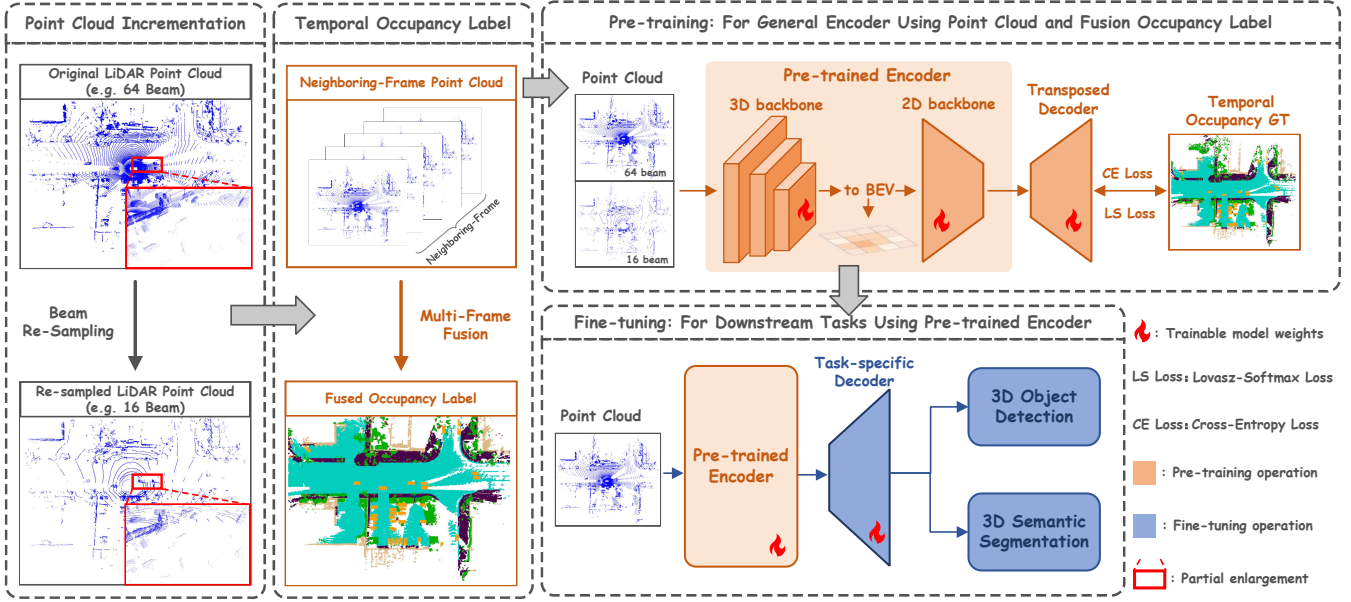 Point Cloud Incrementation
Original LiDAR Point Cloud
(e.g. 64 Beam)
Beam
Re-Sampling
Re-sampled LiDAR Point Cloud
(e.g. 16 Beam)
Temporal Occupancy Label
Neighboring-Frame Point Cloud
Neighboring-Frame
Multi-Frame
Fusion
Fused Occupancy Label
Pre-training: For General Encoder Using Point Cloud and Fusion Occupancy Label
Point Cloud
64 beam
16 beam
Pre-trained Encoder
3D backbone
to BEV
2D backbone
Transposed
Decoder
CE Loss
LS Loss
Temporal
Occupancy GT
Fine-tuning: For Downstream Tasks Using Pre-trained Encoder
Point Cloud
Pre-trained
Encoder
Task-specific
Decoder
3D Object
Detection
3D Semantic
Segmentation
: Trainable model weights
LS Loss: Lovasz-Softmax Loss
CE Loss: Cross-Entropy Loss
: Pre-training operation
: Fine-tuning operation
: Partial enlargement